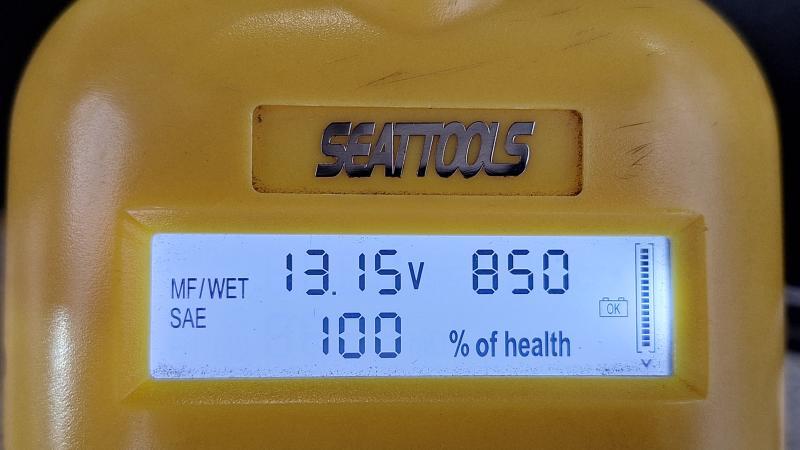 SEATTOOLS
MF/WET 13.15V 850
SAE 100 % of health
OK